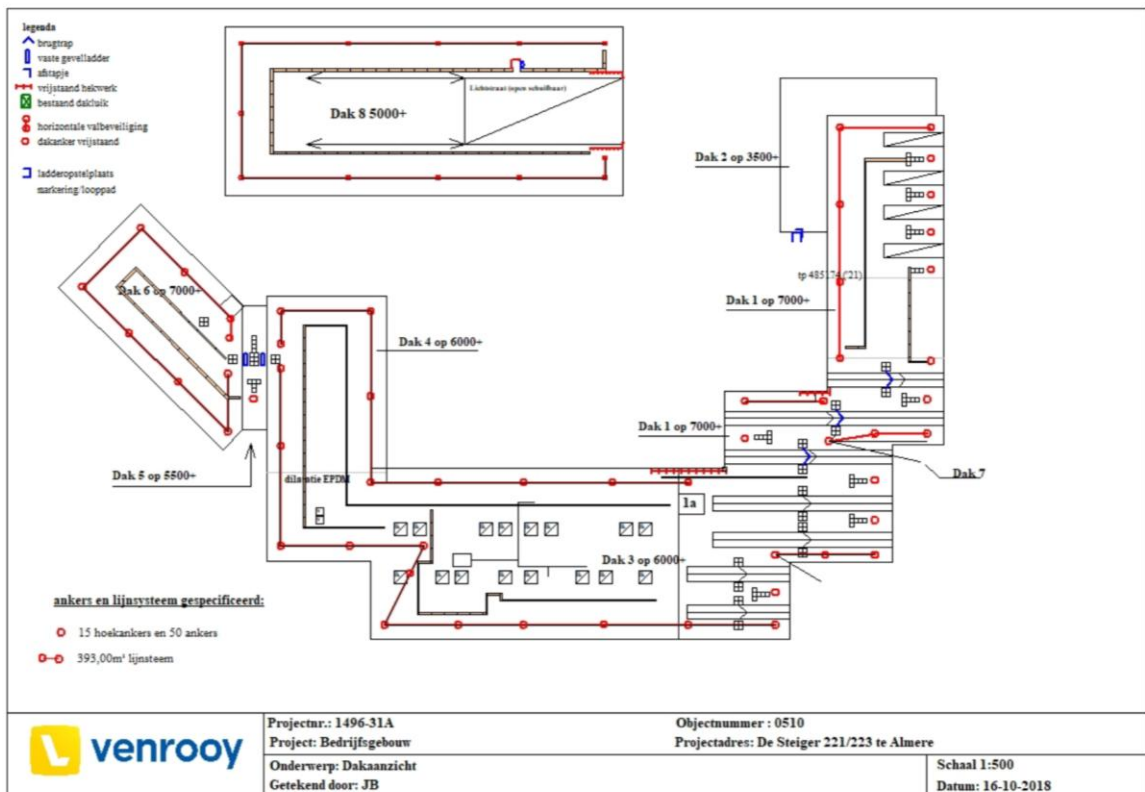 legenda
brugtrap
vaste gevelladder
afstapje
vrijstaand hekwerk
bestaand dakluik
horizontale valbeveiliging
dakanker vrijstaand
ladderopstelplaats
markering/looppad
Lichtstraat (open schuifbaar)
Dak 8 5000+
Dak 2 op 3500+
tp 485174 ('21)
Dak 6 op 7000+
Dak 1 op 7000+
Dak 4 op 6000+
Dak 1 op 7000+
Dak 5 op 5500+
dilatatie EPDM
Dak 7
1a
Dak 3 op 6000+
ankers en lijnsysteem gespecificeerd:
15 hoekankers en 50 ankers
393,00m¹ lijnsteem
venrooy
Projectnr.: 1496-31A
Project: Bedrijfsgebouw
Objectnummer : 0510
Projectadres: De Steiger 221/223 te Almere
Onderwerp: Dakaanzicht
Getekend door: JB
Schaal 1:500
Datum: 16-10-2018